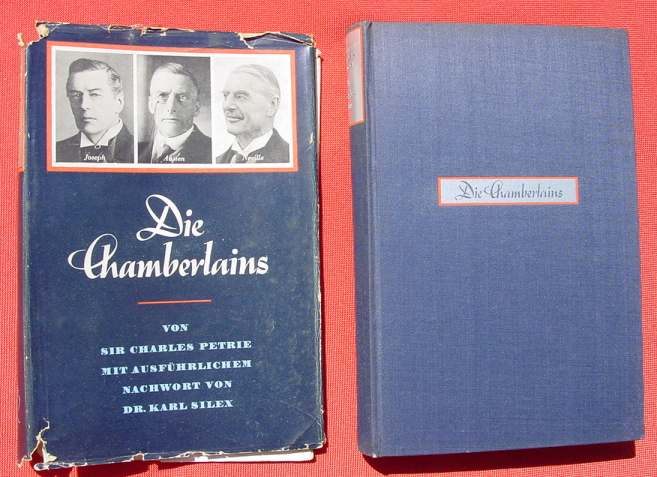 Joseph
Austen
Neville
Die
Chamberlains
VON
SIR CHARLES PETRIE
MIT AUSFÜHRLICHEM
NACHWORT VON
DR. KARL SILEX
Die Chamberlains